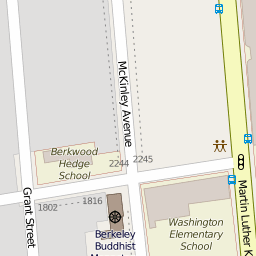 McKinley Avenue
Berkwood
Hedge
School
2244
2245
Grant Street
1802
1816
Berkeley
Buddhist
Washington
Elementary
School
Martin Luther K